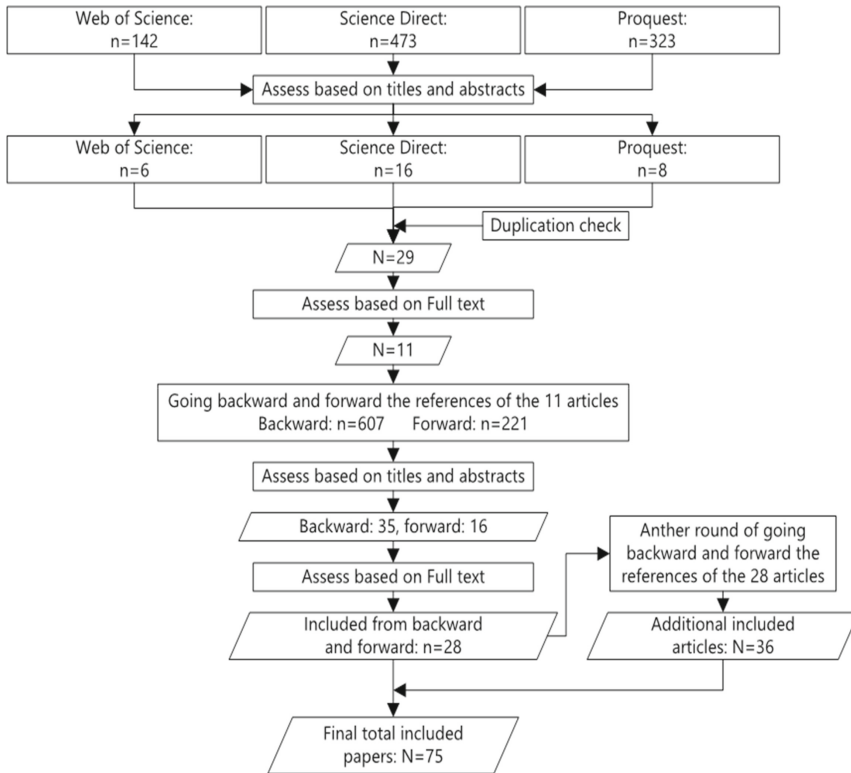 Web of Science:
n=142
Science Direct:
n=473
Proquest:
n=323
Assess based on titles and abstracts
Web of Science:
n=6
Science Direct:
n=16
Proquest:
n=8
Duplication check
N=29
Assess based on Full text
N=11
Going backward and forward the references of the 11 articles
Backward: n=607 Forward: n=221
Assess based on titles and abstracts
Backward: 35, forward: 16
Anther round of going
backward and forward the
references of the 28 articles
Assess based on Full text
Included from backward
and forward: n=28
Additional included
articles: N=36
Final total included
papers: N=75